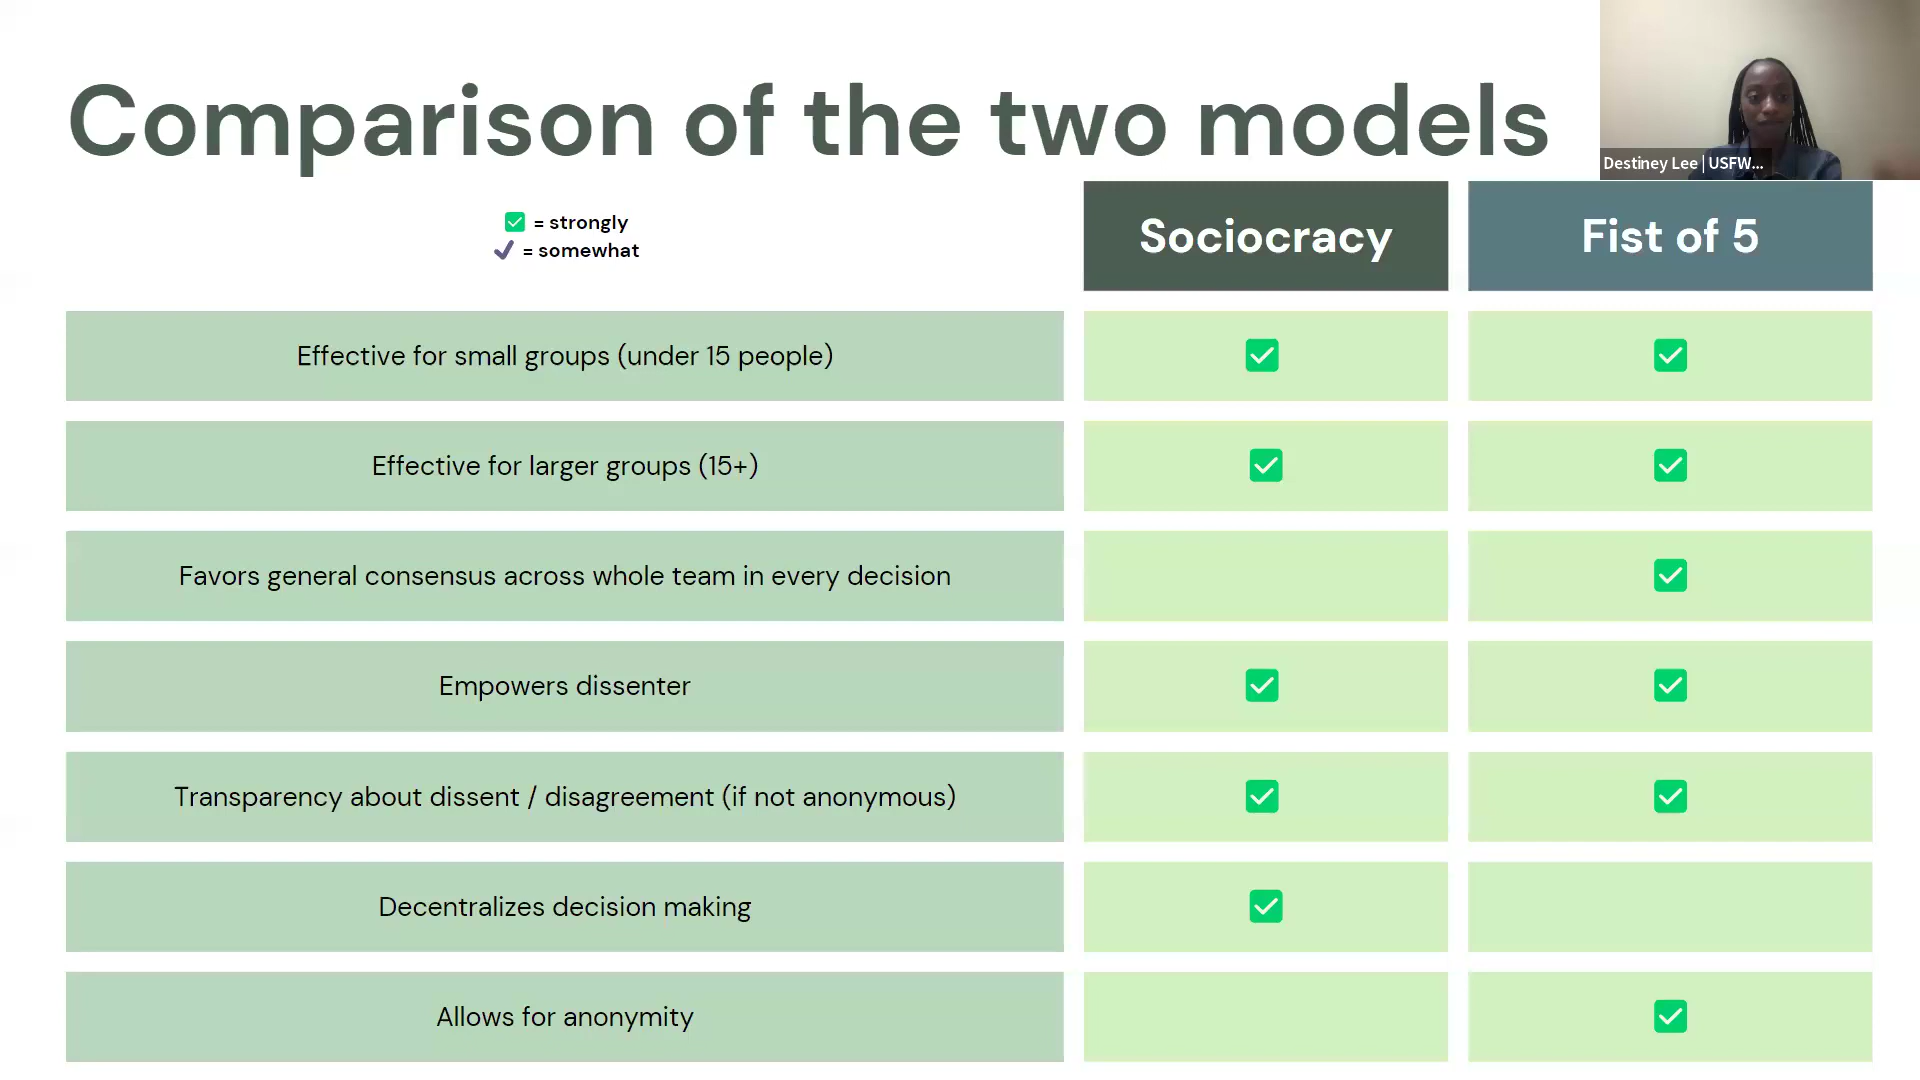 Comparison of the two models
Destiney Lee | USFW...
= strongly
= somewhat
Sociocracy
Fist of 5
Effective for small groups (under 15 people)
Effective for larger groups (15+)
Favors general consensus across whole team in every decision
Empowers dissenter
Transparency about dissent / disagreement (if not anonymous)
Decentralizes decision making
Allows for anonymity